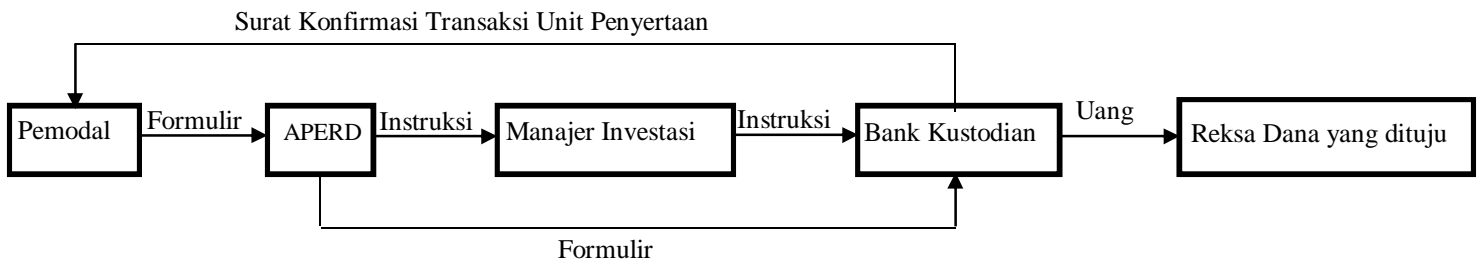 Surat Konfirmasi Transaksi Unit Penyertaan
Pemodal
Formulir
APERD
Instruksi
Manajer Investasi
Instruksi
Bank Kustodian
Uang
Reksa Dana yang dituju
Formulir